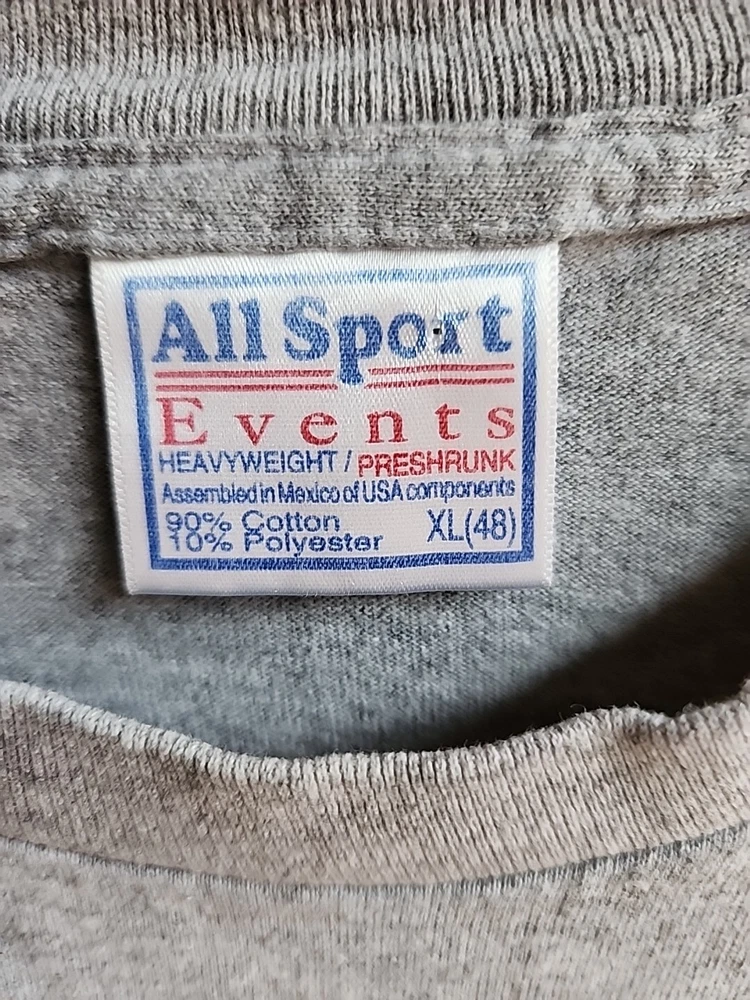 All Sport
Events
HEAVYWEIGHT / PRESHRUNK
Assembled in Mexico of USA components
90% Cotton
10% Polyester XL(48)